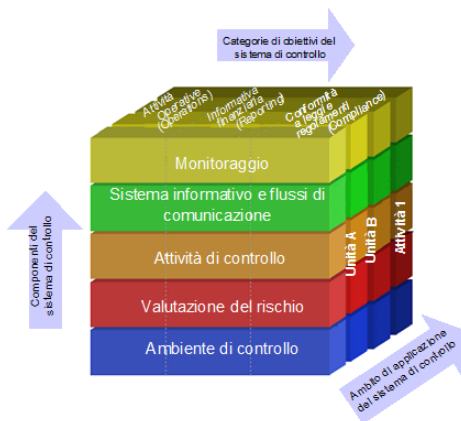 Categorie di obiettivi del
sistema di controllo
Attività
Operative
(Operations)
Informativa
finanziaria
(Reporting)
Conformità
a leggi e
regolamenti
(Compliance)
Monitoraggio
Sistema informativo e flussi di
comunicazione
Attività di controllo
Valutazione del rischio
Ambiente di controllo
Unità A
Unità B
Attività 1
Componenti del
sistema di controllo
Ambito di applicazione
del sistema di controllo